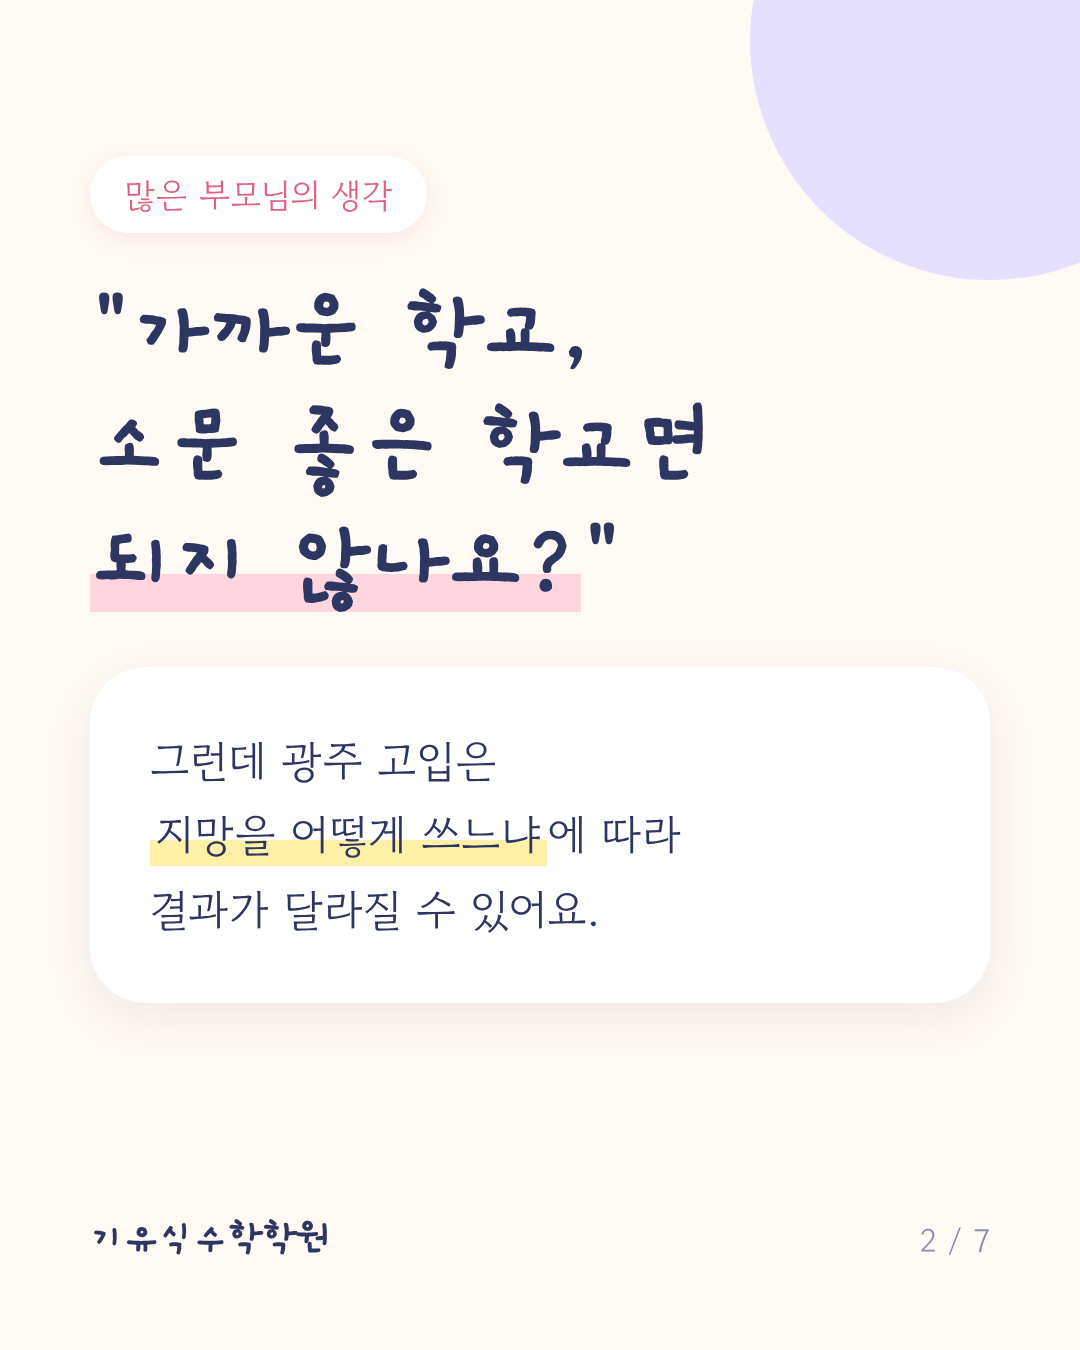 많은 부모님의 생각
"가까운 학교,
소문 좋은 학교면
되지 않나요?"
그런데 광주 고입은
지망을 어떻게 쓰느냐에 따라
결과가 달라질 수 있어요.
기유식수학학원
2 / 7